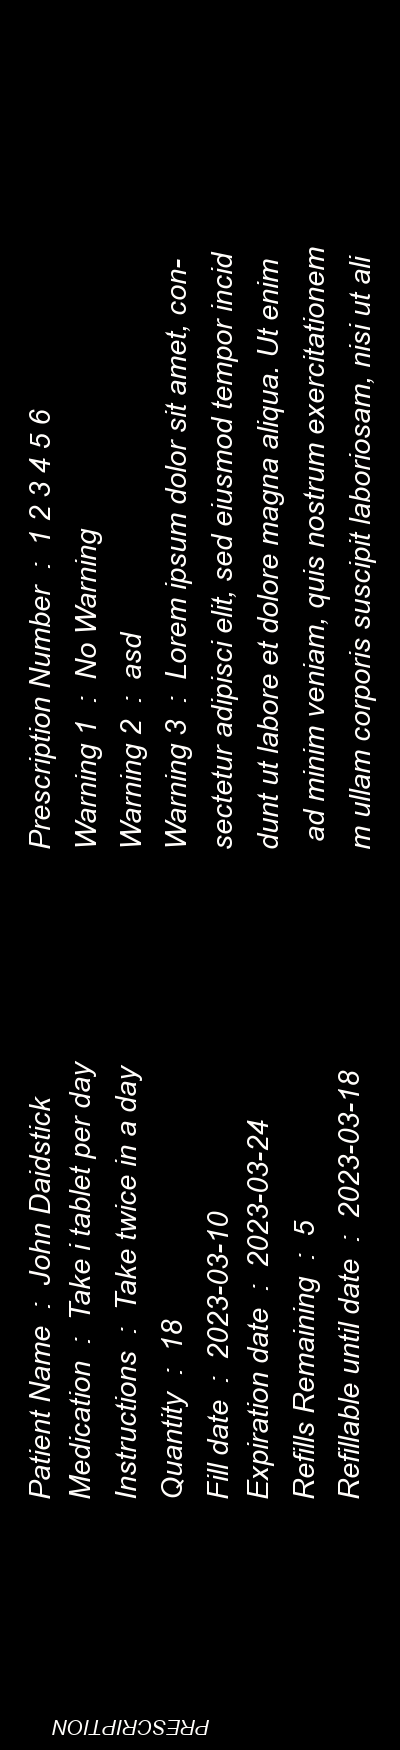 PRESCRIPTION
Patient Name : John Daidstick
Medication : Take i tablet per day
Instructions : Take twice in a day
Quantity : 18
Fill date : 2023-03-10
Expiration date : 2023-03-24
Refills Remaining : 5
Refillable until date : 2023-03-18
Prescription Number : 1 2 3 4 5 6
Warning 1 : No Warning
Warning 2 : asd
Warning 3 : Lorem ipsum dolor sit amet, con-
sectetur adipisci elit, sed eiusmod tempor incid
dunt ut labore et dolore magna aliqua. Ut enim
ad minim veniam, quis nostrum exercitationem
m ullam corporis suscipit laboriosam, nisi ut ali